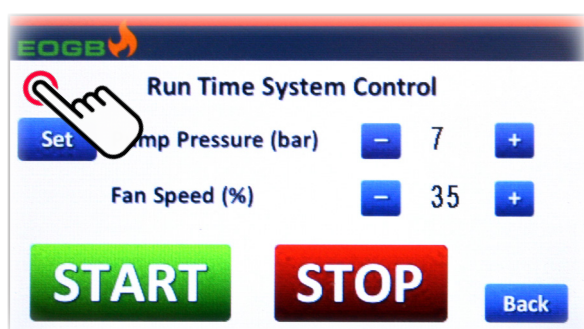 EOGB
Run Time System Control
Set mp Pressure (bar) – 7 +
Fan Speed (%) – 35 +
START STOP Back